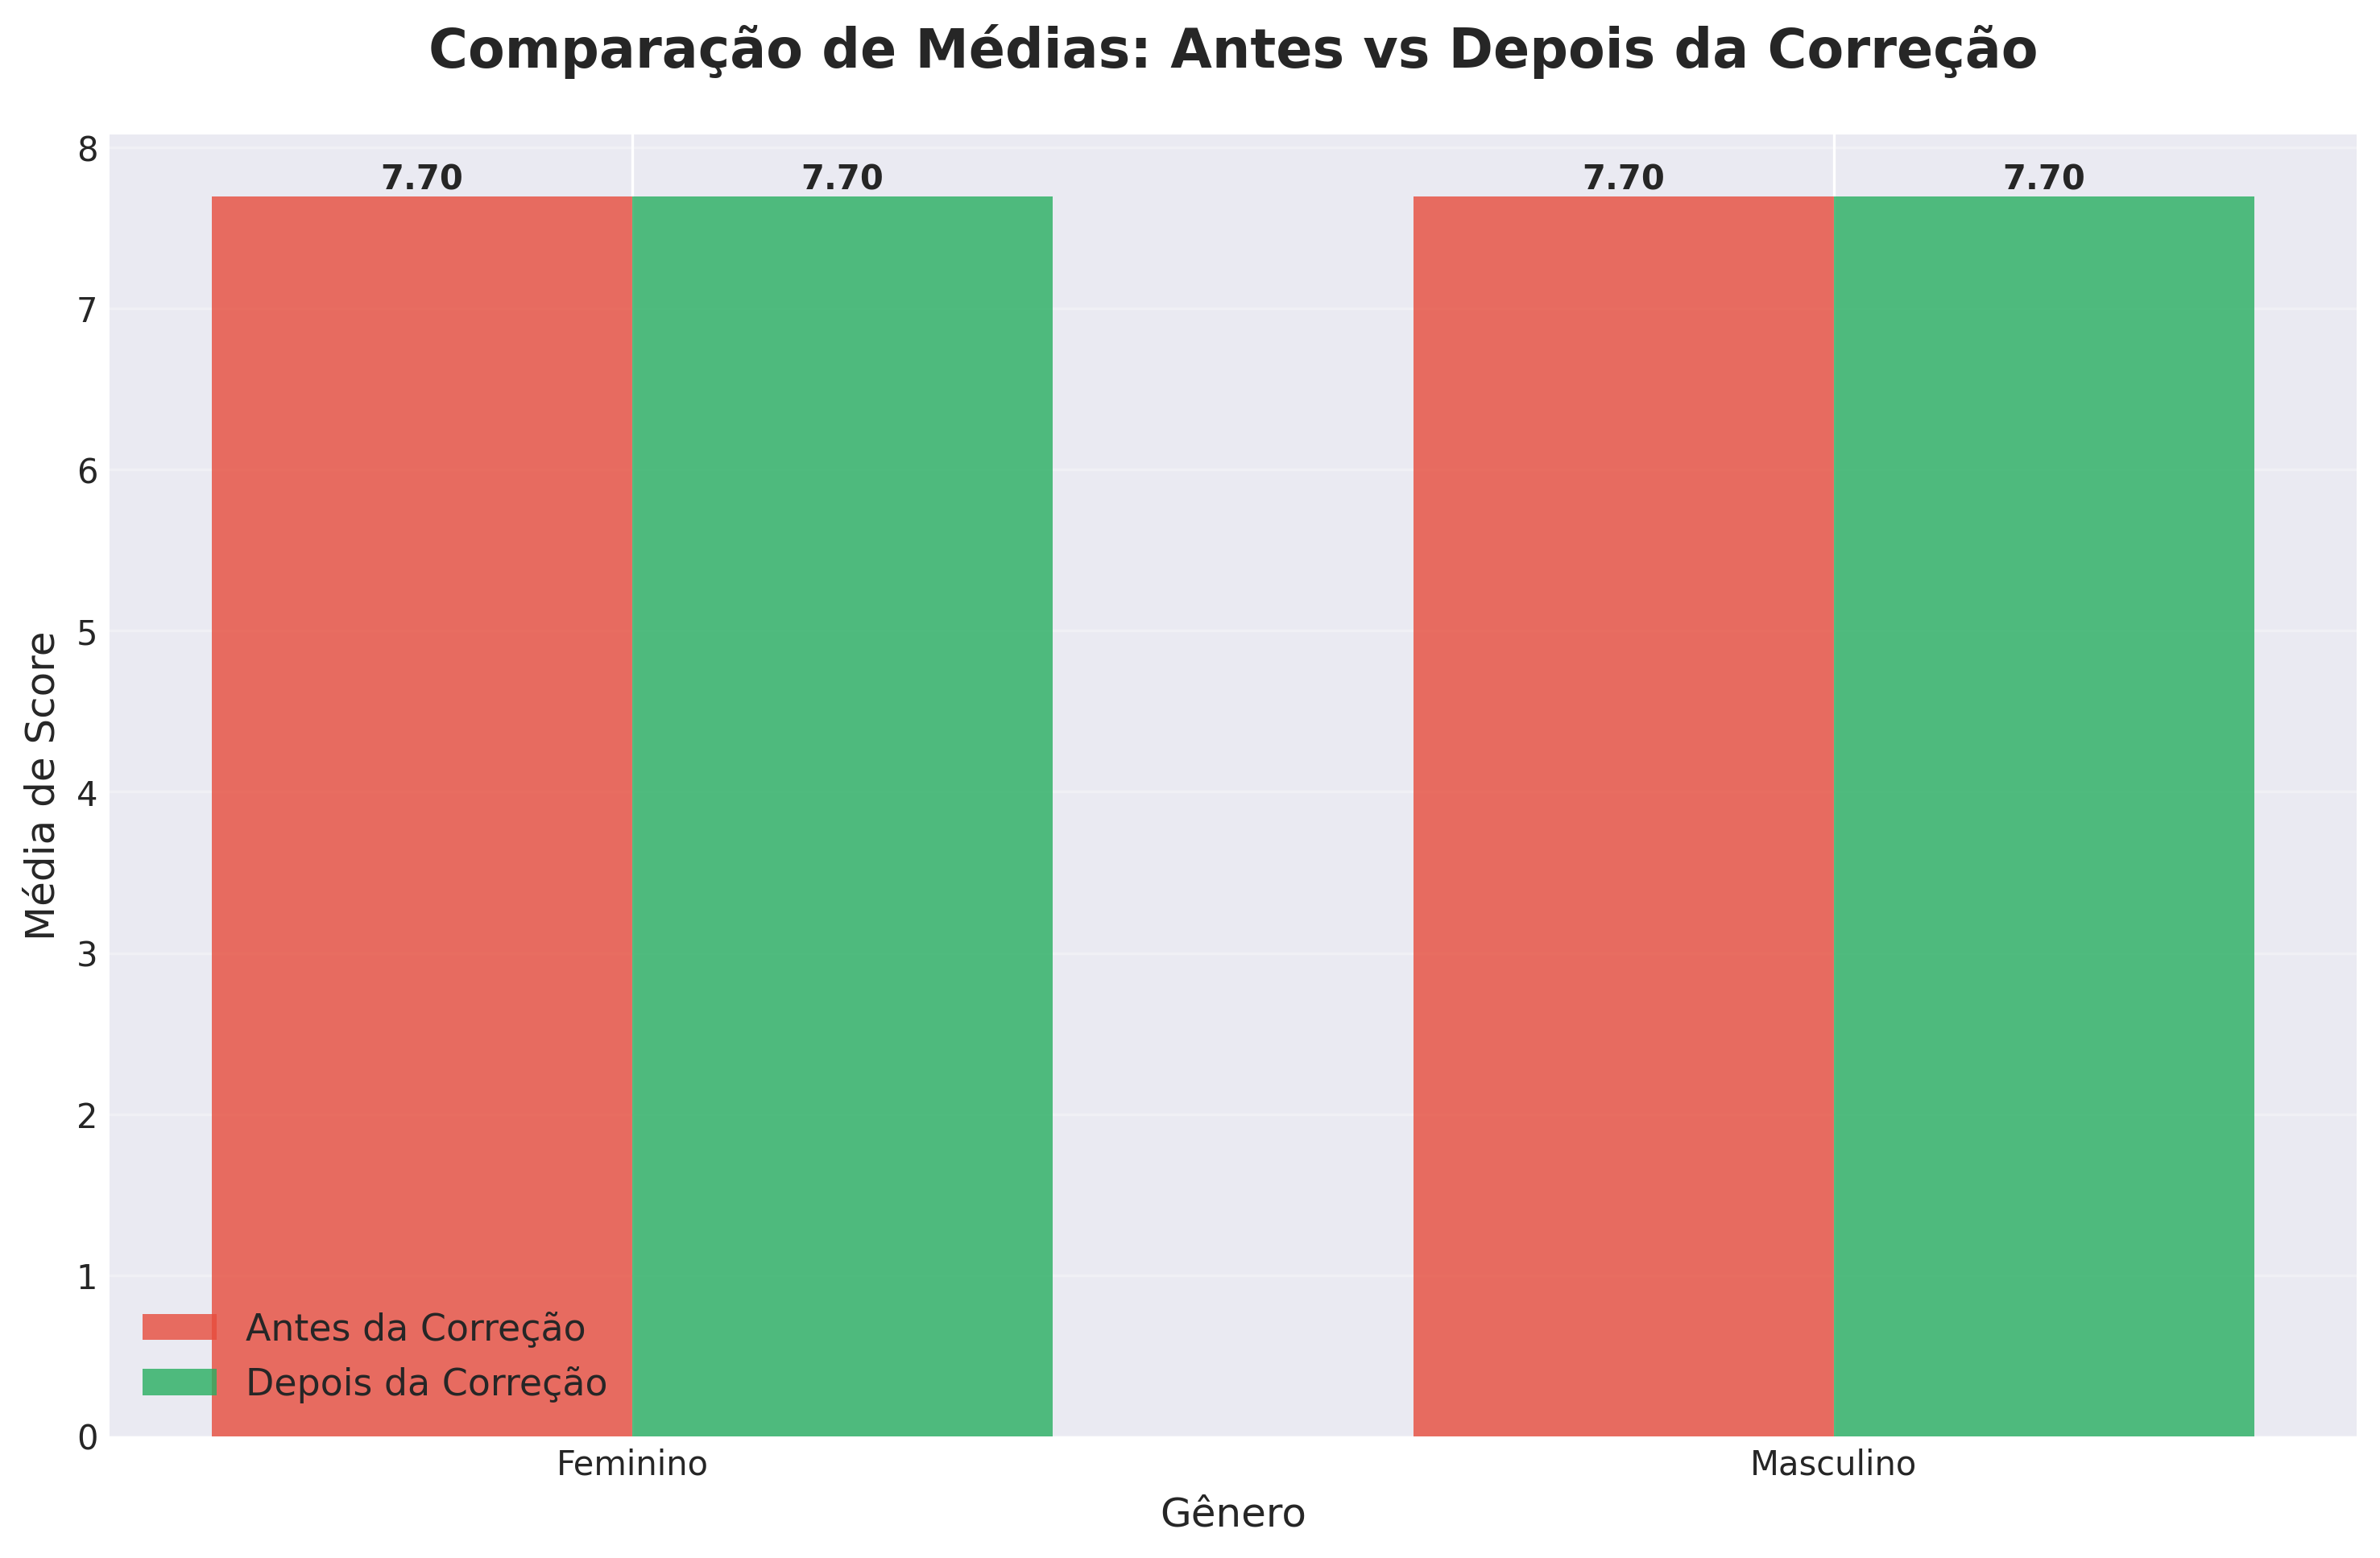 Comparação de Médias: Antes vs Depois da Correção
8
7.70 7.70 7.70 7.70
7
6
5
4
3
2
1
0
Média de Score
Antes da Correção
Depois da Correção
Feminino Masculino
Gênero